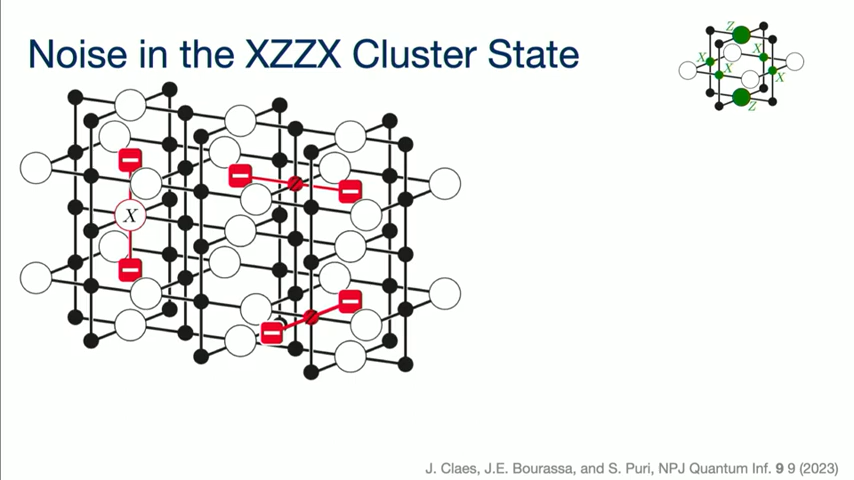 Noise in the XZZX Cluster State
Z
X
X
X
X
Z
X
J. Claes, J.E. Bourassa, and S. Puri, NPJ Quantum Inf. 9 9 (2023)